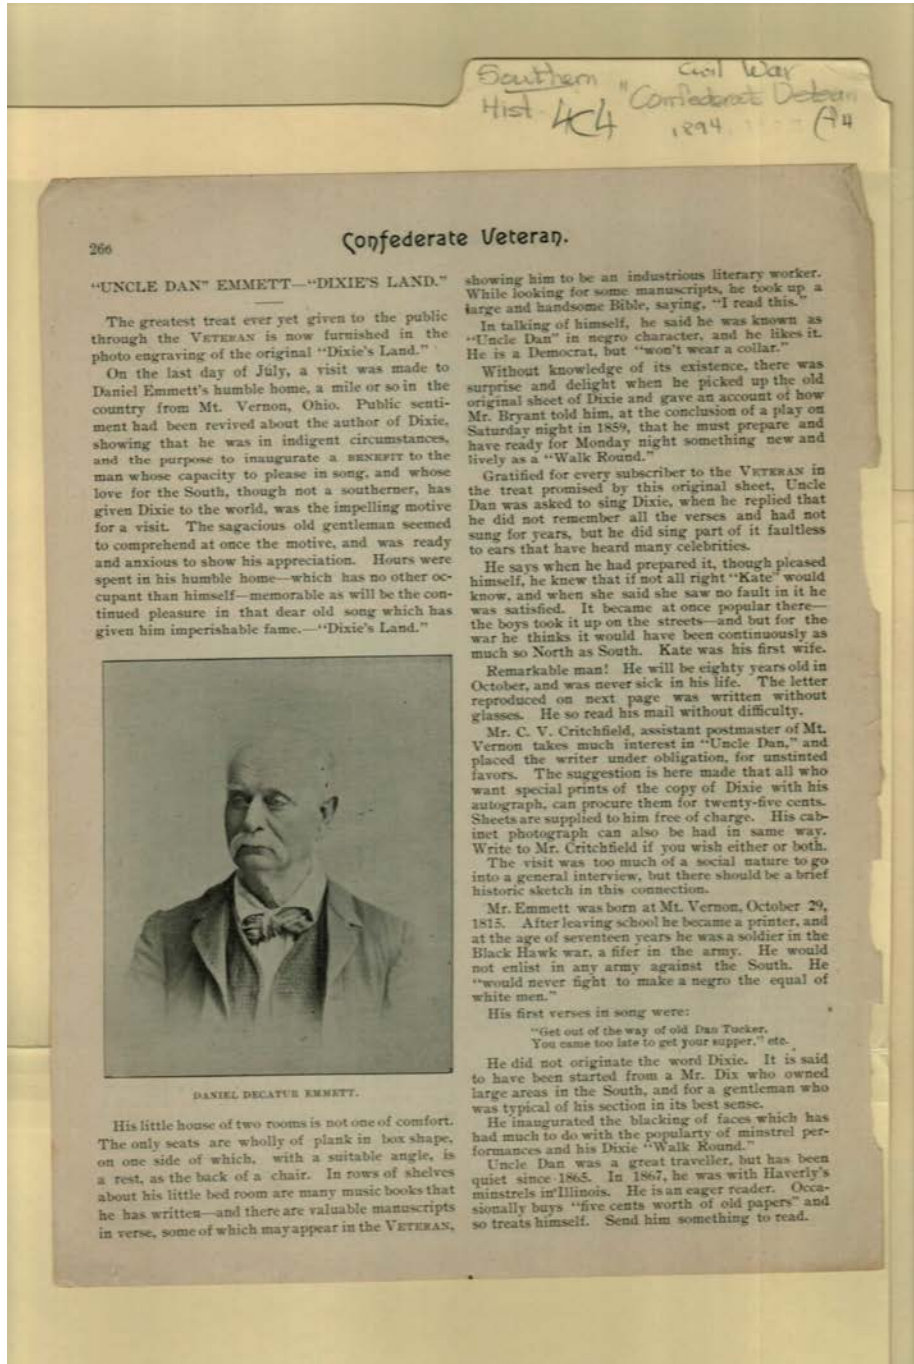 Southern
Hist. 4C4
Civil War
"Confederat Veteran
1894
266
Confederate Veteran.
"UNCLE DAN" EMMETT—"DIXIE'S LAND."
The greatest treat ever yet given to the public
through the VETERAN is now furnished in the
photo engraving of the original "Dixie's Land."
On the last day of July, a visit was made to
Daniel Emmett's humble home, a mile or so in the
country from Mt. Vernon, Ohio. Public senti-
ment had been revived about the author of Dixie,
showing that he was in indigent circumstances,
and the purpose to inaugurate a BENEFIT to the
man whose capacity to please in song, and whose
love for the South, though not a southerner, has
given Dixie to the world, was the impelling motive
for a visit. The sagacious old gentleman seemed
to comprehend at once the motive, and was ready
and anxious to show his appreciation. Hours were
spent in his humble home—which has no other oc-
cupant than himself—memorable as will be the con-
tinued pleasure in that dear old song which has
given him imperishable fame.—"Dixie's Land."
DANIEL DECATUR EMMETT.
His little house of two rooms is not one of comfort.
The only seats are wholly of plank in box shape,
on one side of which, with a suitable angle, is
a rest, as the back of a chair. In rows of shelves
about his little bed room are many music books that
he has written—and there are valuable manuscripts
in verse, some of which may appear in the VETERAN,
showing him to be an industrious literary worker.
While looking for some manuscripts, he took up a
large and handsome Bible, saying, "I read this."
In talking of himself, he said he was known as
"Uncle Dan" in negro character, and he likes it.
He is a Democrat, but "won't wear a collar."
Without knowledge of its existence, there was
surprise and delight when he picked up the old
original sheet of Dixie and gave an account of how
Mr. Bryant told him, at the conclusion of a play on
Saturday night in 1859, that he must prepare and
have ready for Monday night something new and
lively as a "Walk Round."
Gratified for every subscriber to the VETERAN in
the treat promised by this original sheet, Uncle
Dan was asked to sing Dixie, when he replied that
he did not remember all the verses and had not
sung for years, but he did sing part of it faultless
to ears that have heard many celebrities.
He says when he had prepared it, though pleased
himself, he knew that if not all right "Kate" would
know, and when she said she saw no fault in it he
was satisfied. It became at once popular there—
the boys took it up on the streets—and but for the
war he thinks it would have been continuously as
much so North as South. Kate was his first wife.
Remarkable man! He will be eighty years old in
October, and was never sick in his life. The letter
reproduced on next page was written without
glasses. He so read his mail without difficulty.
Mr. C. V. Critchfield, assistant postmaster of Mt.
Vernon takes much interest in "Uncle Dan," and
placed the writer under obligation, for unstinted
favors. The suggestion is here made that all who
want special prints of the copy of Dixie with his
autograph, can procure them for twenty-five cents.
Sheets are supplied to him free of charge. His cab-
inet photograph can also be had in same way.
Write to Mr. Critchfield if you wish either or both.
The visit was too much of a social nature to go
into a general interview, but there should be a brief
historic sketch in this connection.
Mr. Emmett was born at Mt. Vernon, October 29,
1815. After leaving school he became a printer, and
at the age of seventeen years he was a soldier in the
Black Hawk war, a fifer in the army. He would
not enlist in any army against the South. He
"would never fight to make a negro the equal of
white men."
His first verses in song were:
"Get out of the way of old Dan Tucker,
You came too late to get your supper," etc.
He did not originate the word Dixie. It is said
to have been started from a Mr. Dix who owned
large areas in the South, and for a gentleman who
was typical of his section in its best sense.
He inaugurated the blacking of faces which has
had much to do with the popularty of minstrel per-
formances and his Dixie "Walk Round."
Uncle Dan was a great traveller, but has been
quiet since 1865. In 1867, he was with Haverly's
minstrels in Illinois. He is an eager reader. Occa-
sionally buys "five cents worth of old papers" and
so treats himself. Send him something to read.